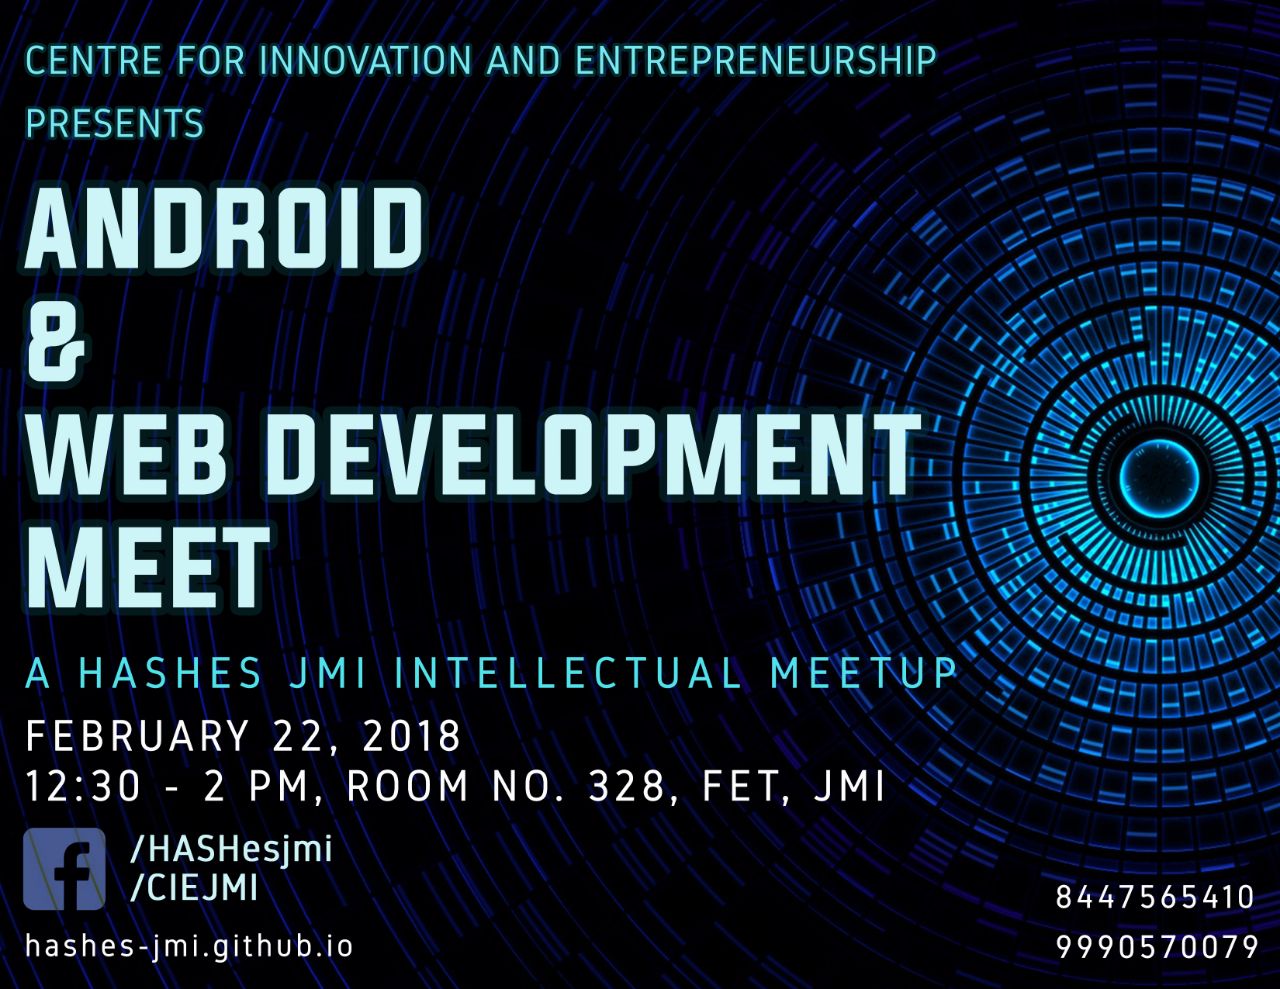 CENTRE FOR INNOVATION AND ENTREPRENEURSHIP
PRESENTS
ANDROID
&
WEB DEVELOPMENT
MEET
A HASHES JMI INTELLECTUAL MEETUP
FEBRUARY 22, 2018
12:30 - 2 PM, ROOM NO. 328, FET, JMI
f
/HASHesjmi
/CIEJMI
hashes-jmi.github.io
8447565410
9990570079